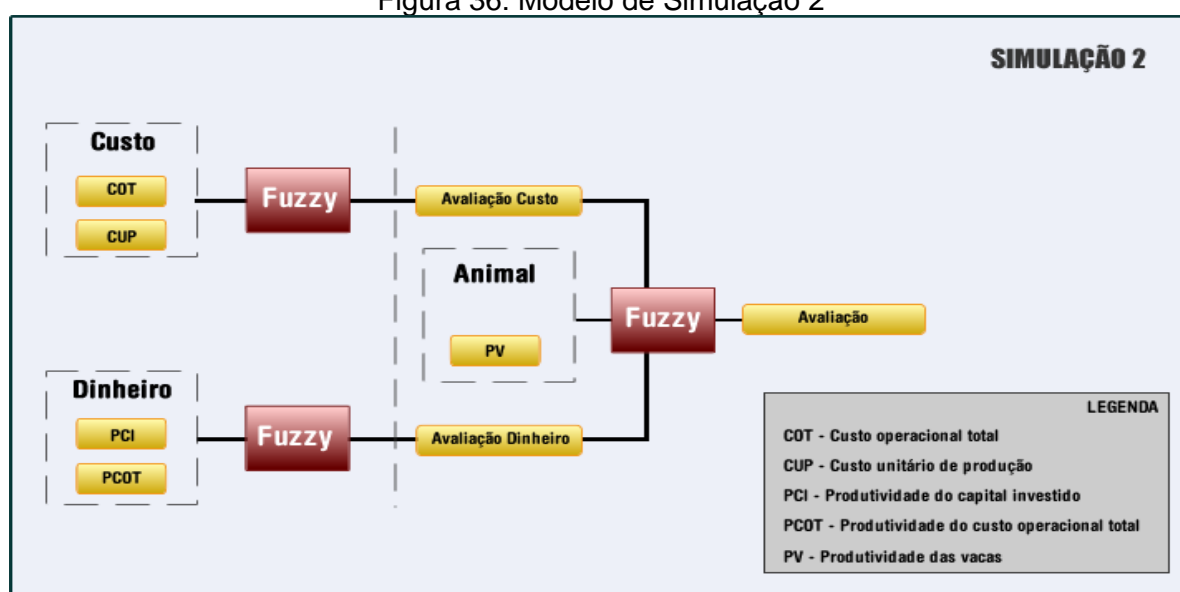 Figura 36: Modelo de Simulação 2
SIMULAÇÃO 2
Custo
COT
CUP
Fuzzy
Avaliação Custo
Animal
PV
Fuzzy
Avaliação
Dinheiro
PCI
PCOT
Fuzzy
Avaliação Dinheiro
LEGENDA
COT - Custo operacional total
CUP - Custo unitário de produção
PCI - Produtividade do capital investido
PCOT - Produtividade do custo operacional total
PV - Produtividade das vacas